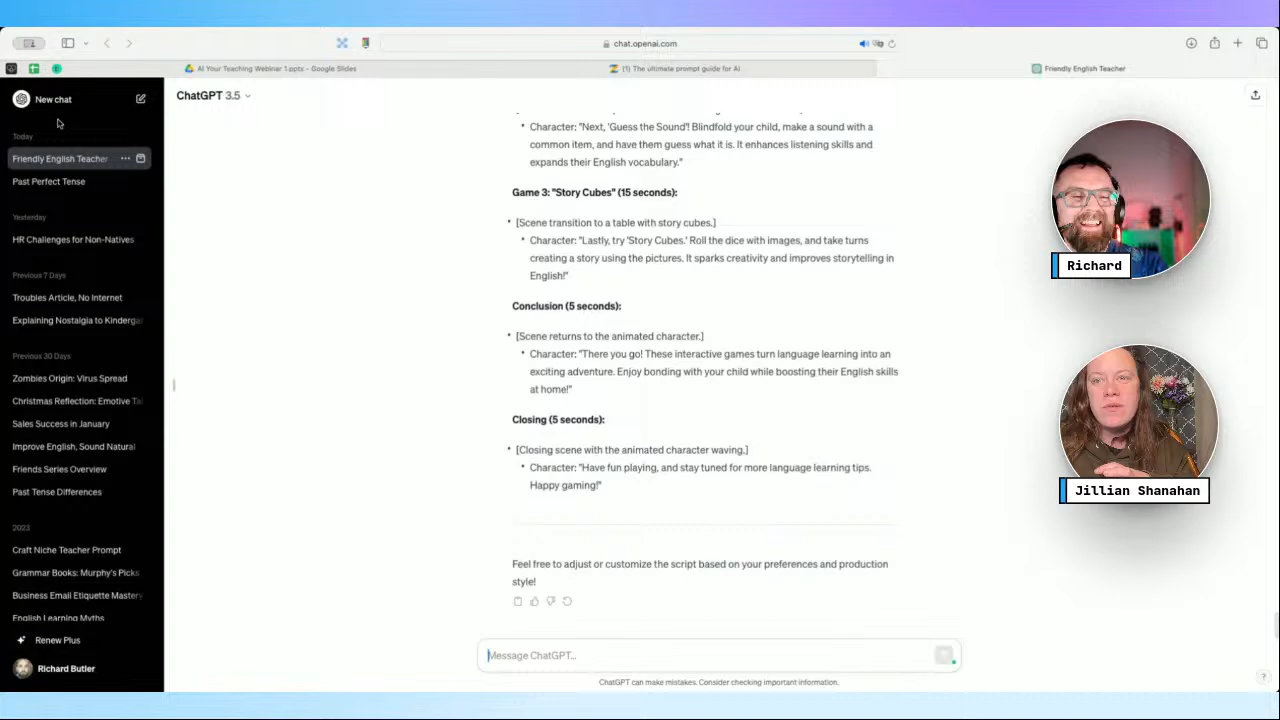 chat.openai.com
AI Your Teaching Webinar 1.pptx - Google Slides
(1) The ultimate prompt guide for AI
Friendly English Teacher
New chat
ChatGPT 3.5
Today
Friendly English Teacher
Past Perfect Tense
Yesterday
HR Challenges for Non-Natives
Previous 7 Days
Troubles Article, No Internet
Explaining Nostalgia to Kinderga
Previous 30 Days
Zombies Origin: Virus Spread
Christmas Reflection: Emotive
Sales Success in January
Improve English, Sound Natural
Friends Series Overview
Past Tense Differences
2023
Craft Niche Teacher Prompt
Grammar Books: Murphy's Picks
Business Email Etiquette Mastery
English Learning Myths
Renew Plus
Richard Butler
• Character: "Next, 'Guess the Sound'! Blindfold your child, make a sound with a
common item, and have them guess what it is. It enhances listening skills and
expands their English vocabulary."
Game 3: "Story Cubes" (15 seconds):
• [Scene transition to a table with story cubes.]
• Character: "Lastly, try 'Story Cubes.' Roll the dice with images, and take turns
creating a story using the pictures. It sparks creativity and improves storytelling in
English!"
Conclusion (5 seconds):
• [Scene returns to the animated character.]
• Character: "There you go! These interactive games turn language learning into an
exciting adventure. Enjoy bonding with your child while boosting their English skills
at home!"
Closing (5 seconds):
• [Closing scene with the animated character waving.]
• Character: "Have fun playing, and stay tuned for more language learning tips.
Happy gaming!"
Feel free to adjust or customize the script based on your preferences and production
style!
Message ChatGPT...
ChatGPT can make mistakes. Consider checking important information.
Richard
Jillian Shanahan